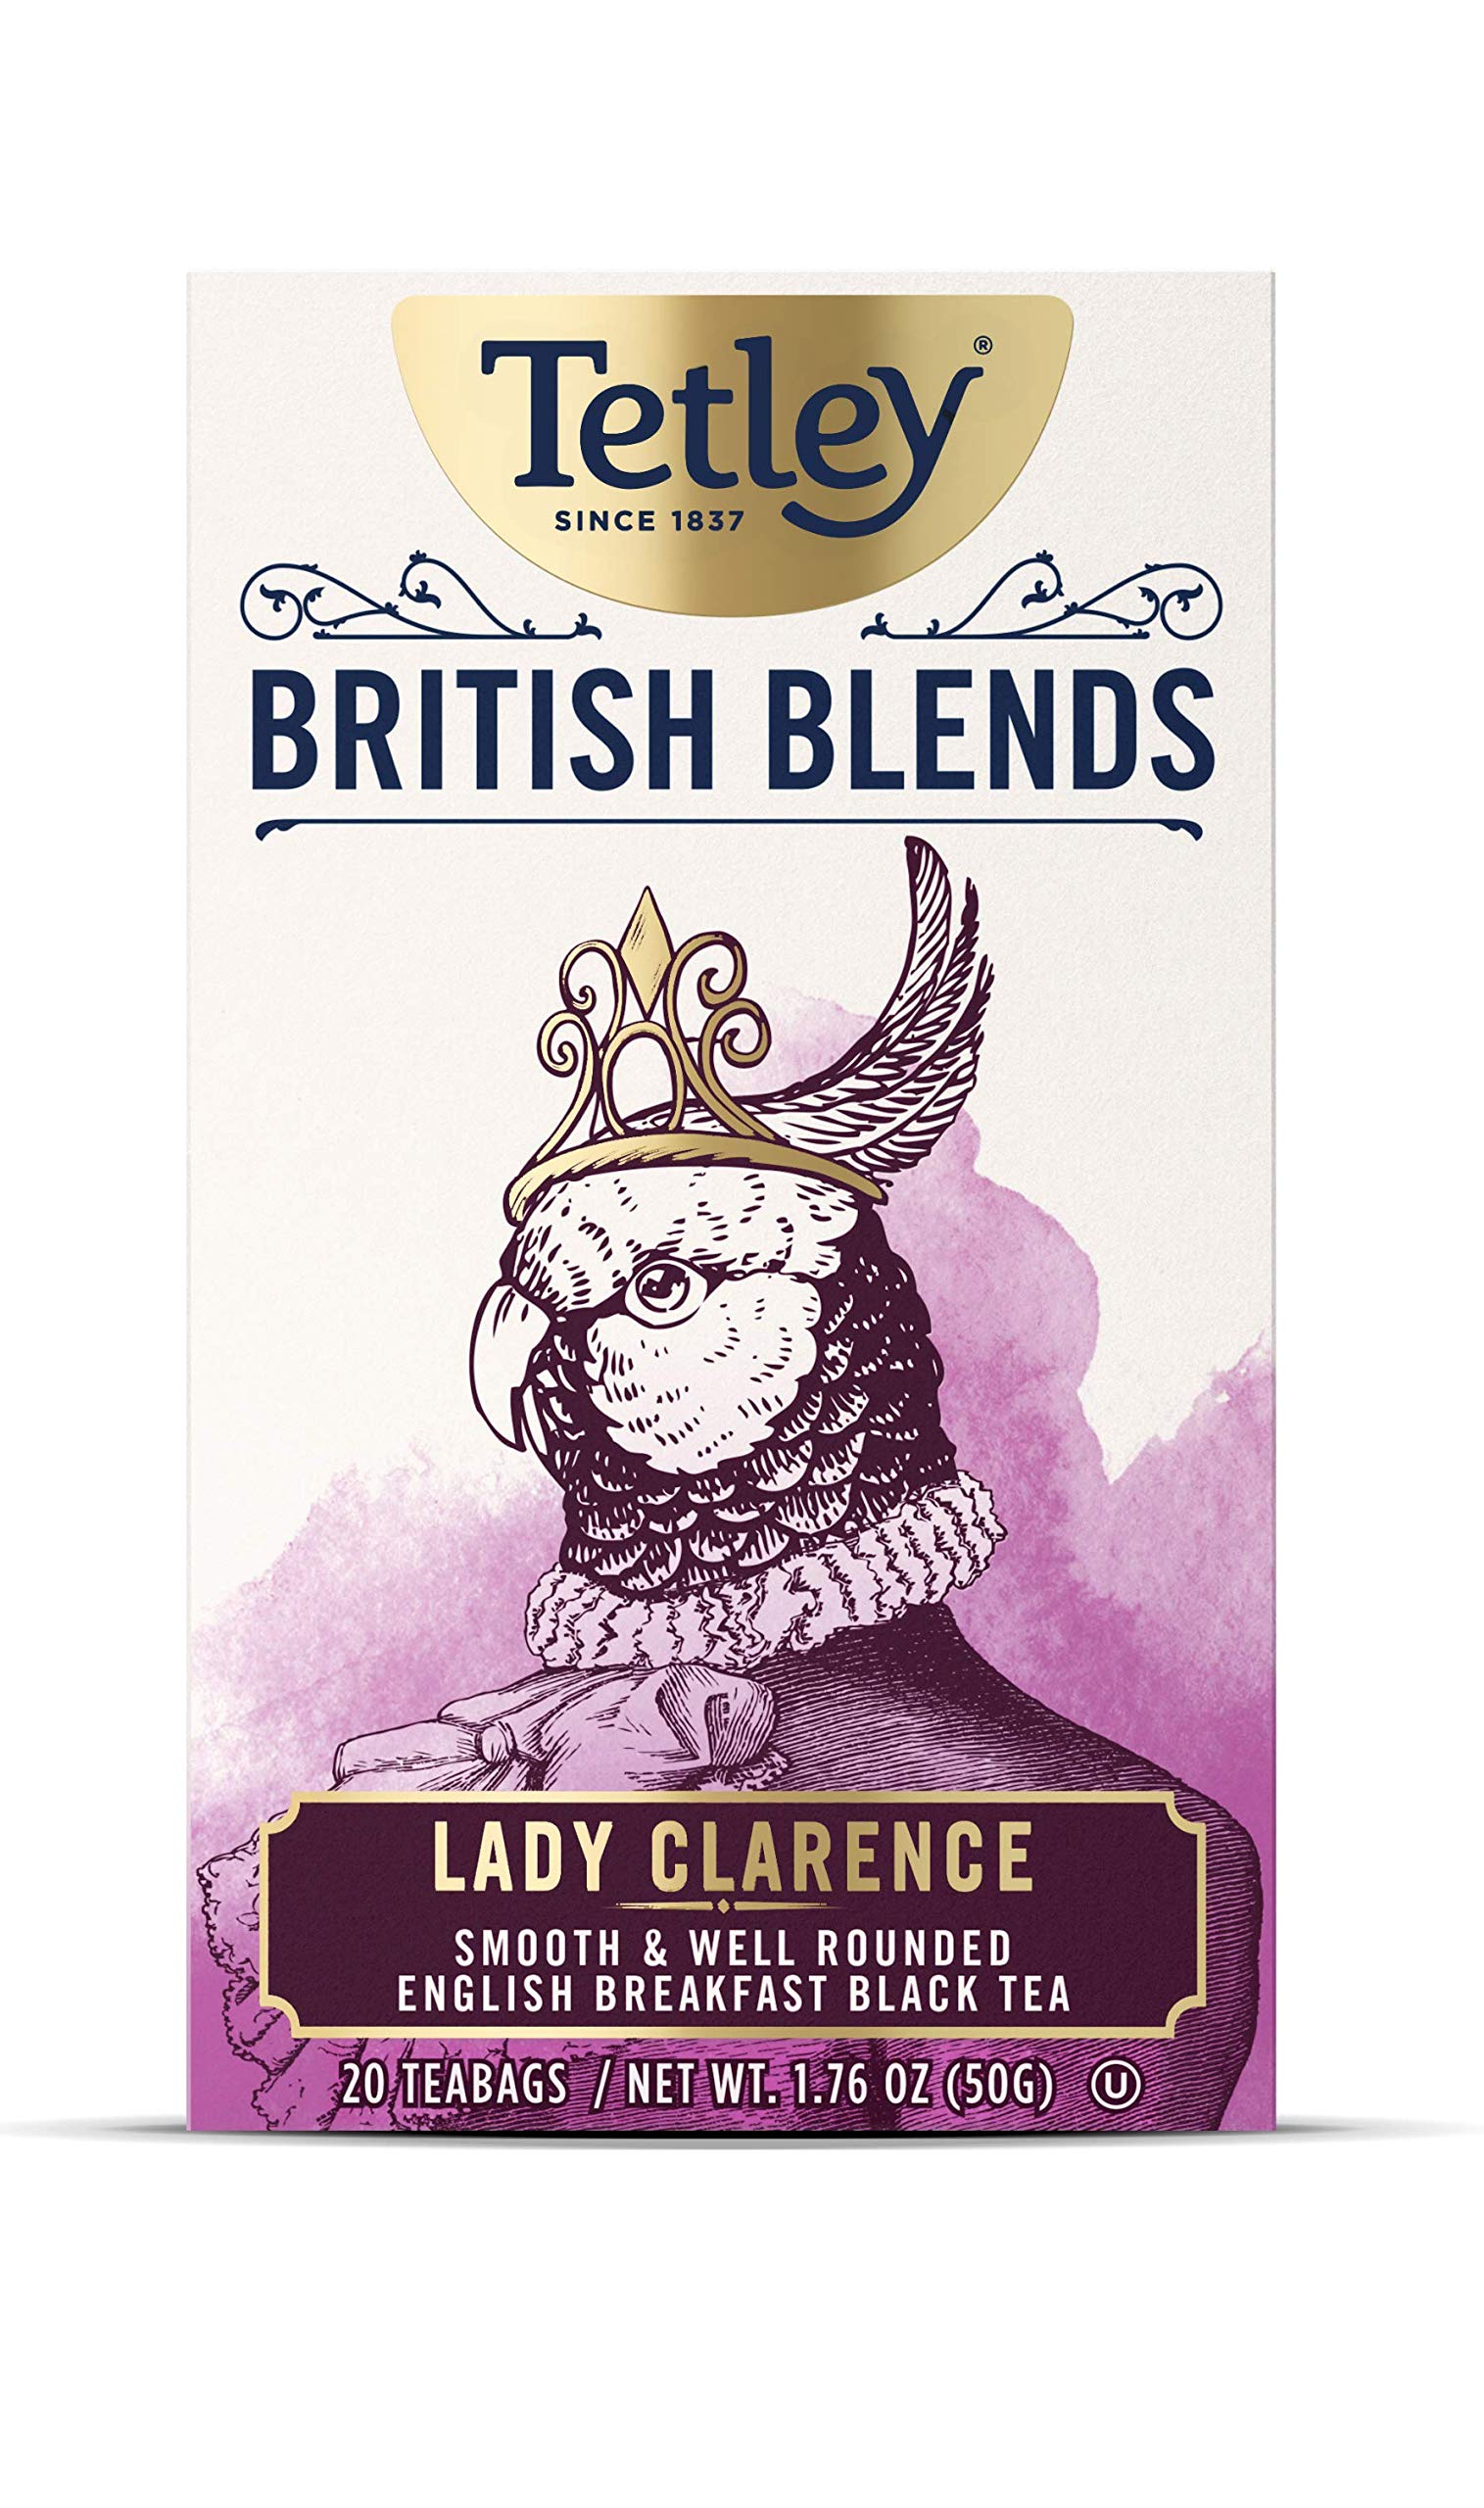 Tetley®
SINCE 1837
BRITISH BLENDS
LADY CLARENCE
SMOOTH & WELL ROUNDED
ENGLISH BREAKFAST BLACK TEA
20 TEABAGS / NET WT. 1.76 OZ (50G) Ⓤ